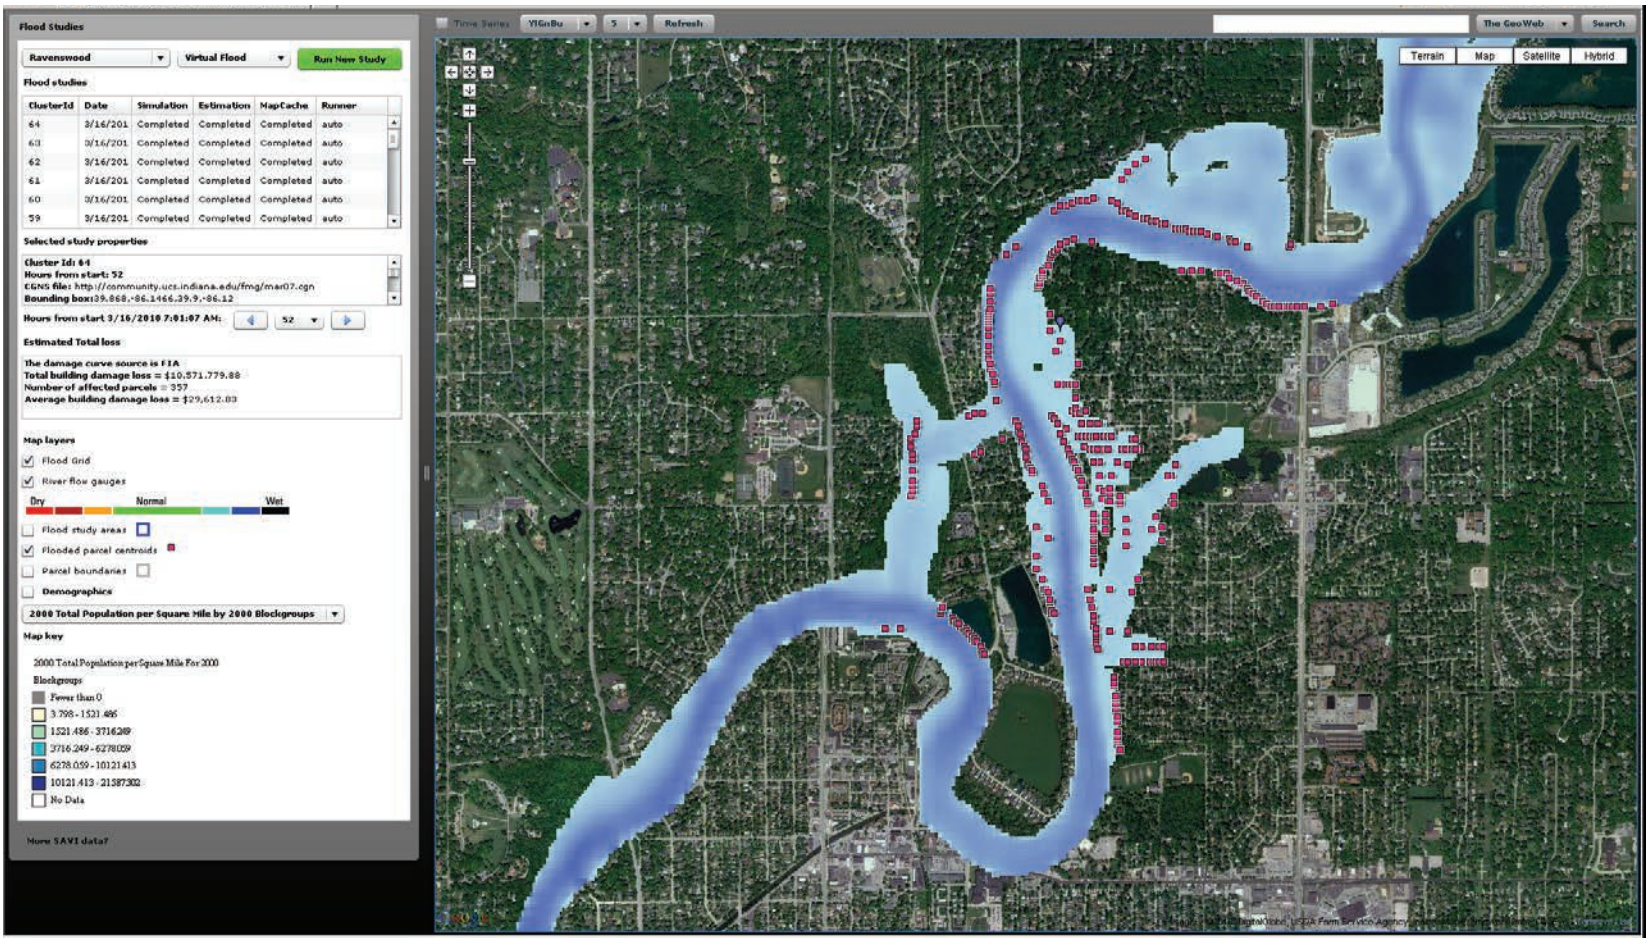 Flood Studies
Ravenswood
Virtual Flood
Run New Study
Flood studies
ClusterId Date Simulation Estimation MapCache Runner
64 3/16/201 Completed Completed Completed auto
63 3/16/201 Completed Completed Completed auto
62 3/16/201 Completed Completed Completed auto
61 3/16/201 Completed Completed Completed auto
60 3/16/201 Completed Completed Completed auto
59 3/16/201 Completed Completed Completed auto
Selected study properties
Cluster Id: 64
Hours from start: 52
CGNS file: http://community.ucs.indiana.edu/fmg/mar07.cgn
Bounding box:39.868,-86.1466,39.9,-86.12
Hours from start 3/16/2010 7:01:07 AM:
52
Estimated Total loss
The damage curve source is FIA
Total building damage loss = $10,571,779.88
Number of affected parcels = 357
Average building damage loss = $29,612.83
Map layers
Flood Grid
River flow gauges
Dry Normal Wet
Flood study areas
Flooded parcel centroids
Parcel boundaries
Demographics
2000 Total Population per Square Mile by 2000 Blockgroups
Map key
2000 Total Population per Square Mile For 2000
Blockgroups
Fewer than 0
3.798 - 1521.486
1521.486 - 3716.249
3716.249 - 6278.059
6278.059 - 10121.413
10121.413 - 21587.302
No Data
More SAVI data?
Time Series
YlGnBu
5
Refresh
The GeoWeb
Search
Terrain
Map
Satellite
Hybrid